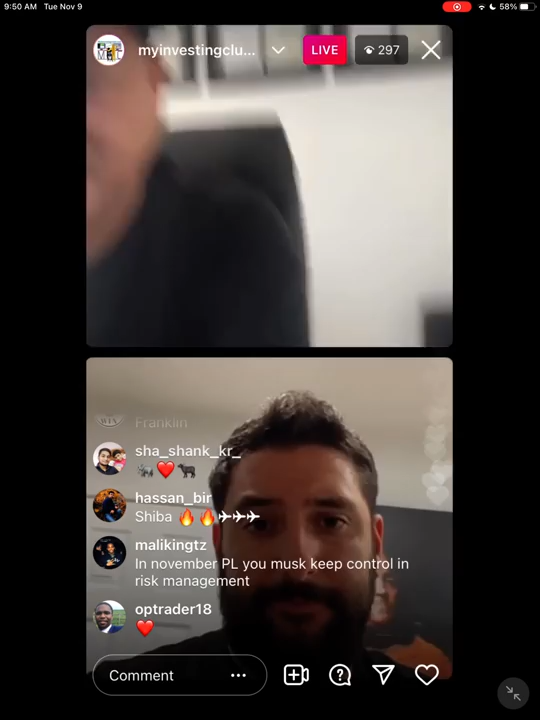 9:50 AM Tue Nov 9
58%
myinvestingclu...
LIVE
297
Franklin
sha_shank_kr_
🦏❤️🐂
hassan_bir
Shiba 🔥🔥✈✈✈
malikingtz
In november PL you musk keep control in
risk management
optrader18
❤️
Comment